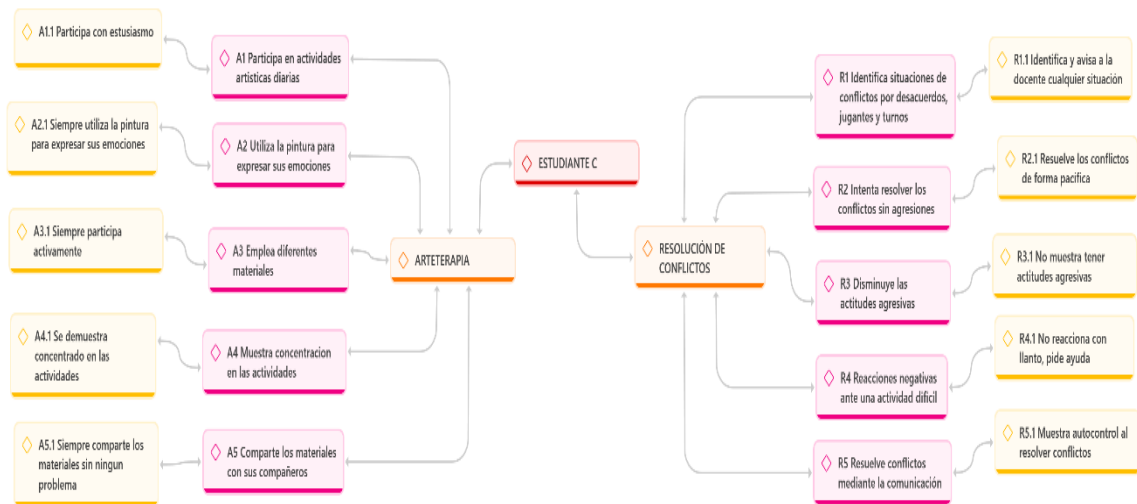 A1.1 Participa con estusiasmo
A1 Participa en actividades
artisticas diarias
A2.1 Siempre utiliza la pintura
para expresar sus emociones
A2 Utiliza la pintura para
expresar sus emociones
A3.1 Siempre participa
activamente
A3 Emplea diferentes
materiales
A4.1 Se demuestra
concentrado en las
actividades
A4 Muestra concentracion
en las actividades
A5.1 Siempre comparte los
materiales sin ningun
problema
A5 Comparte los materiales
con sus compañeros
ARTETERAPIA
ESTUDIANTE C
RESOLUCIÓN DE
CONFLICTOS
R1 Identifica situaciones de
conflictos por desacuerdos,
jugantes y turnos
R1.1 Identifica y avisa a la
docente cualquier situación
R2 Intenta resolver los
conflictos sin agresiones
R2.1 Resuelve los conflictos
de forma pacifica
R3 Disminuye las
actitudes agresivas
R3.1 No muestra tener
actitudes agresivas
R4 Reacciones negativas
ante una actividad dificil
R4.1 No reacciona con
llanto, pide ayuda
R5 Resuelve conflictos
mediante la comunicación
R5.1 Muestra autocontrol al
resolver conflictos